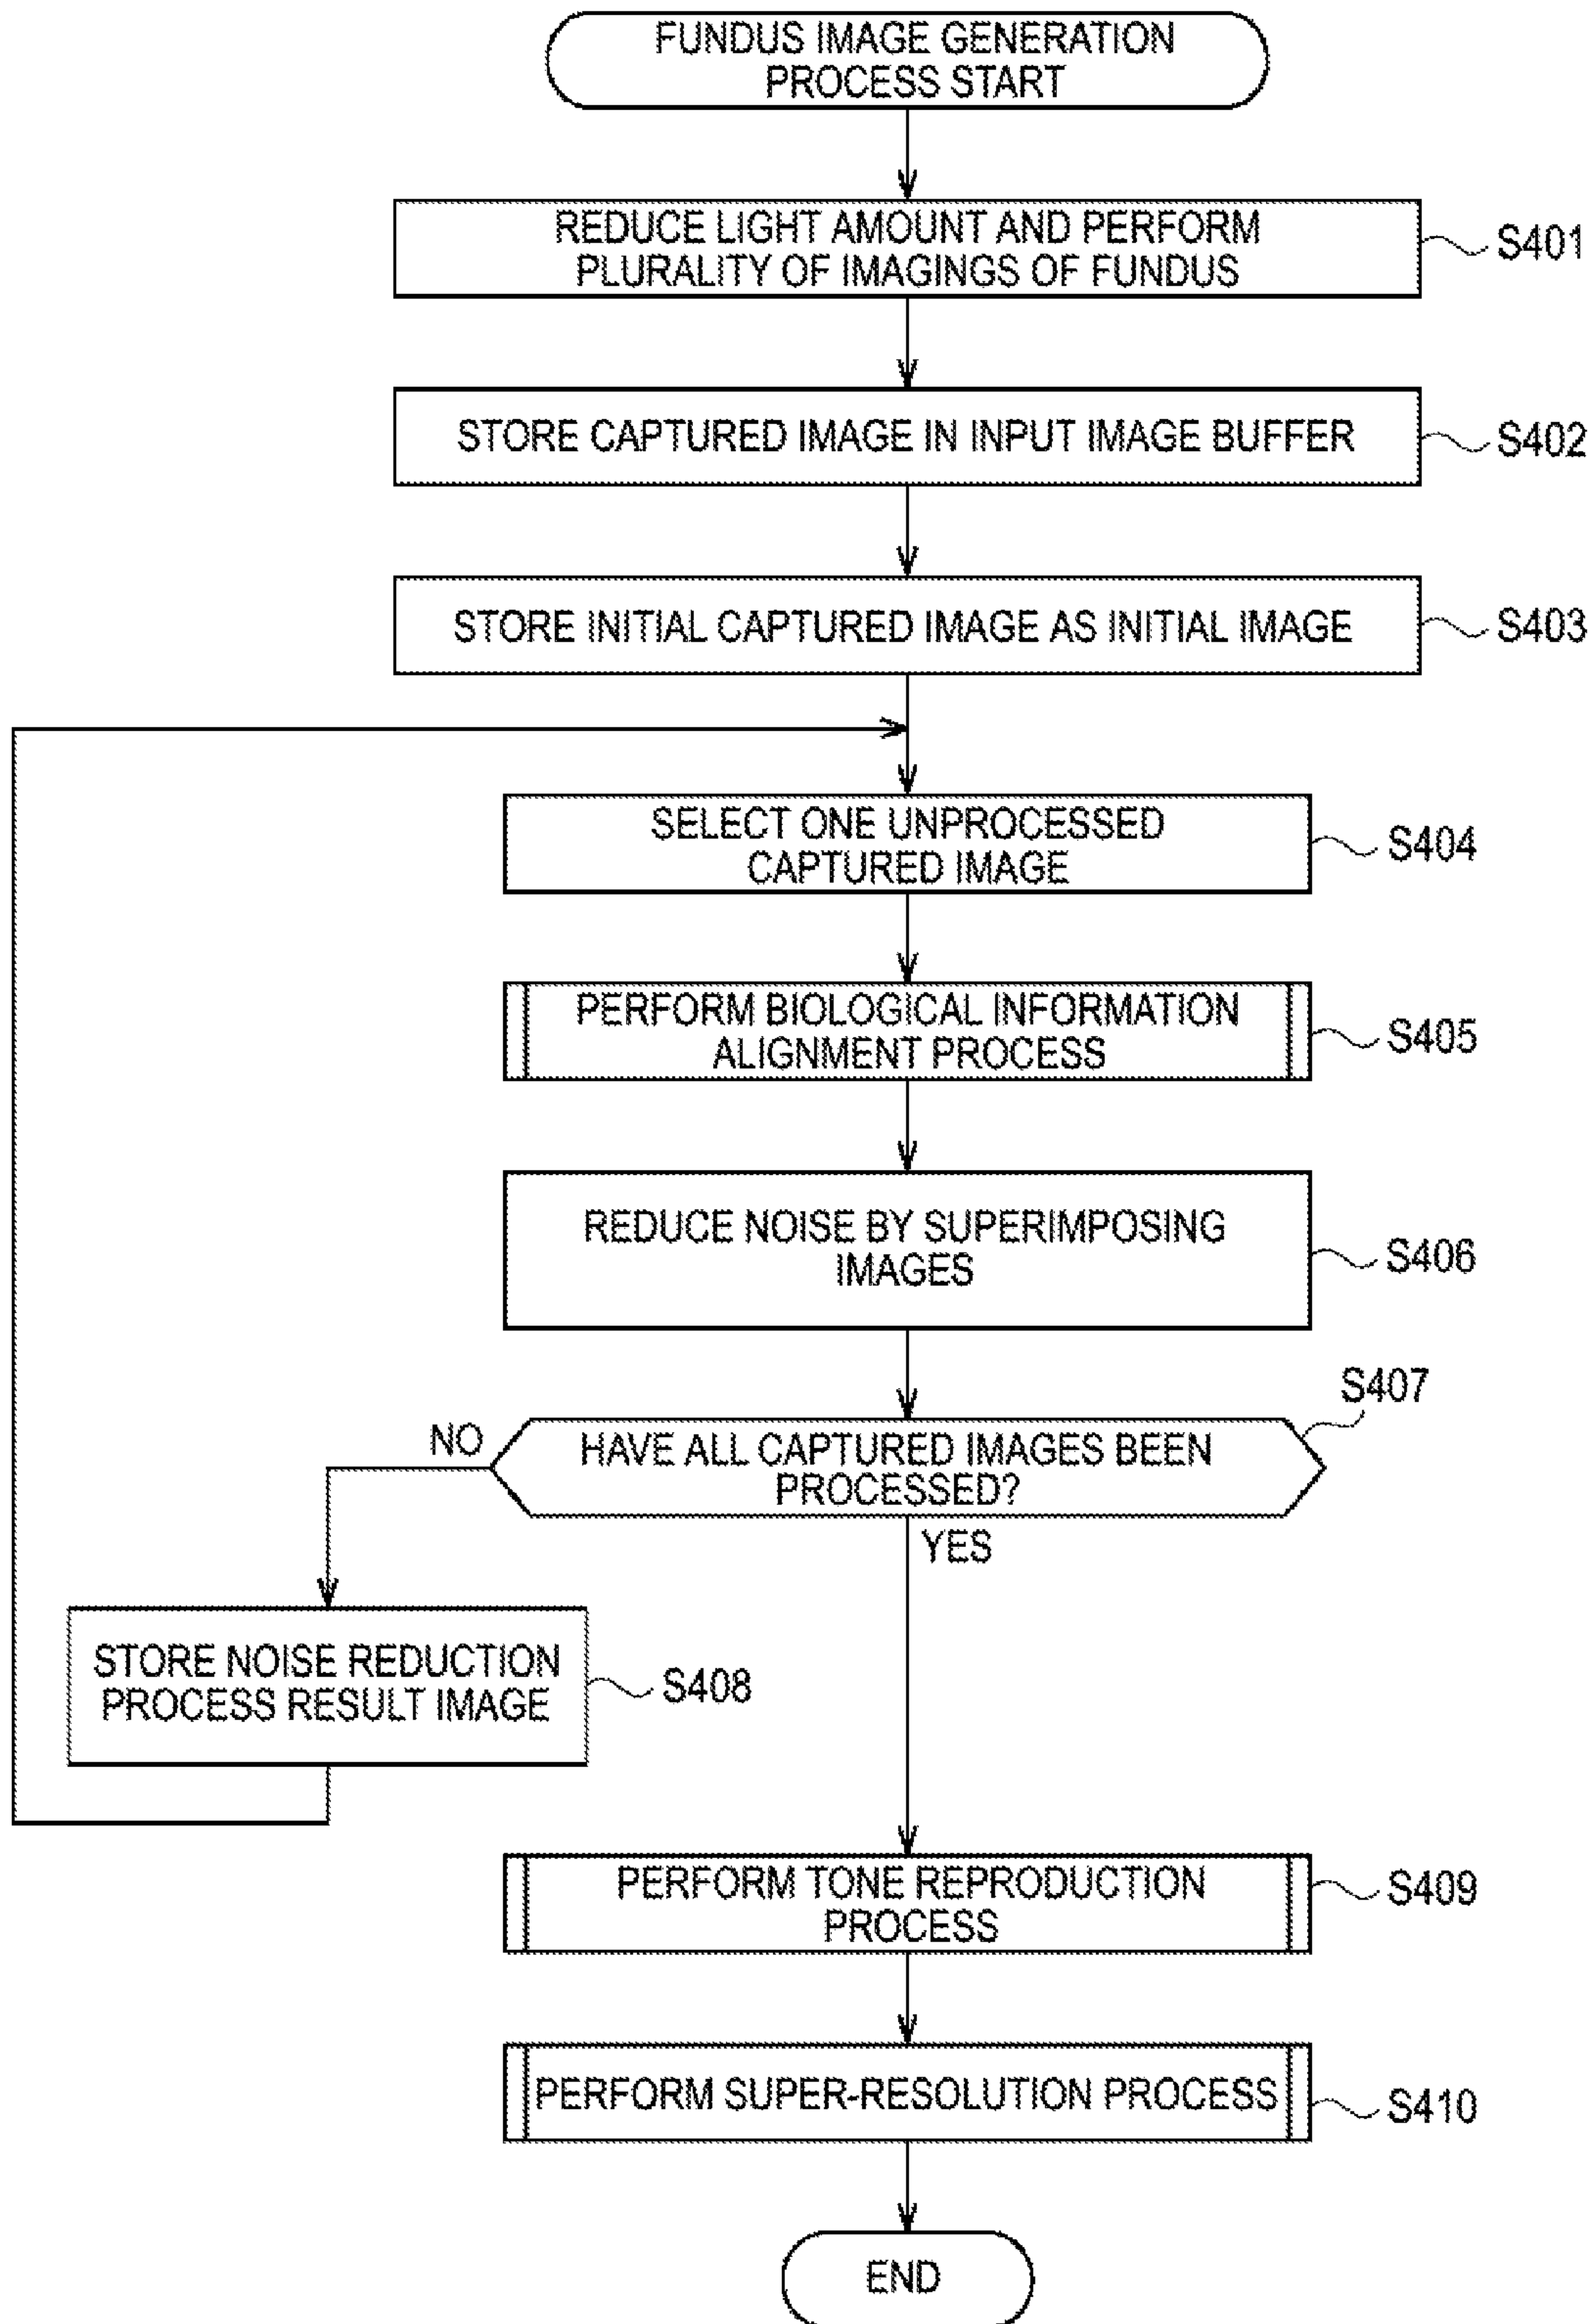 FUNDUS IMAGE GENERATION
PROCESS START
REDUCE LIGHT AMOUNT AND PERFORM
PLURALITY OF IMAGINGS OF FUNDUS
S401
STORE CAPTURED IMAGE IN INPUT IMAGE BUFFER
S402
STORE INITIAL CAPTURED IMAGE AS INITIAL IMAGE
S403
SELECT ONE UNPROCESSED
CAPTURED IMAGE
S404
PERFORM BIOLOGICAL INFORMATION
ALIGNMENT PROCESS
S405
REDUCE NOISE BY SUPERIMPOSING
IMAGES
S406
S407
NO
HAVE ALL CAPTURED IMAGES BEEN
PROCESSED?
YES
STORE NOISE REDUCTION
PROCESS RESULT IMAGE
S408
PERFORM TONE REPRODUCTION
PROCESS
S409
PERFORM SUPER-RESOLUTION PROCESS
S410
END